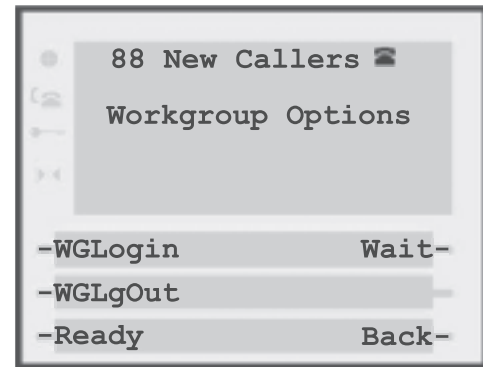 88 New Callers
Workgroup Options
-WGLogin Wait-
-WGLgOut
-Ready Back-